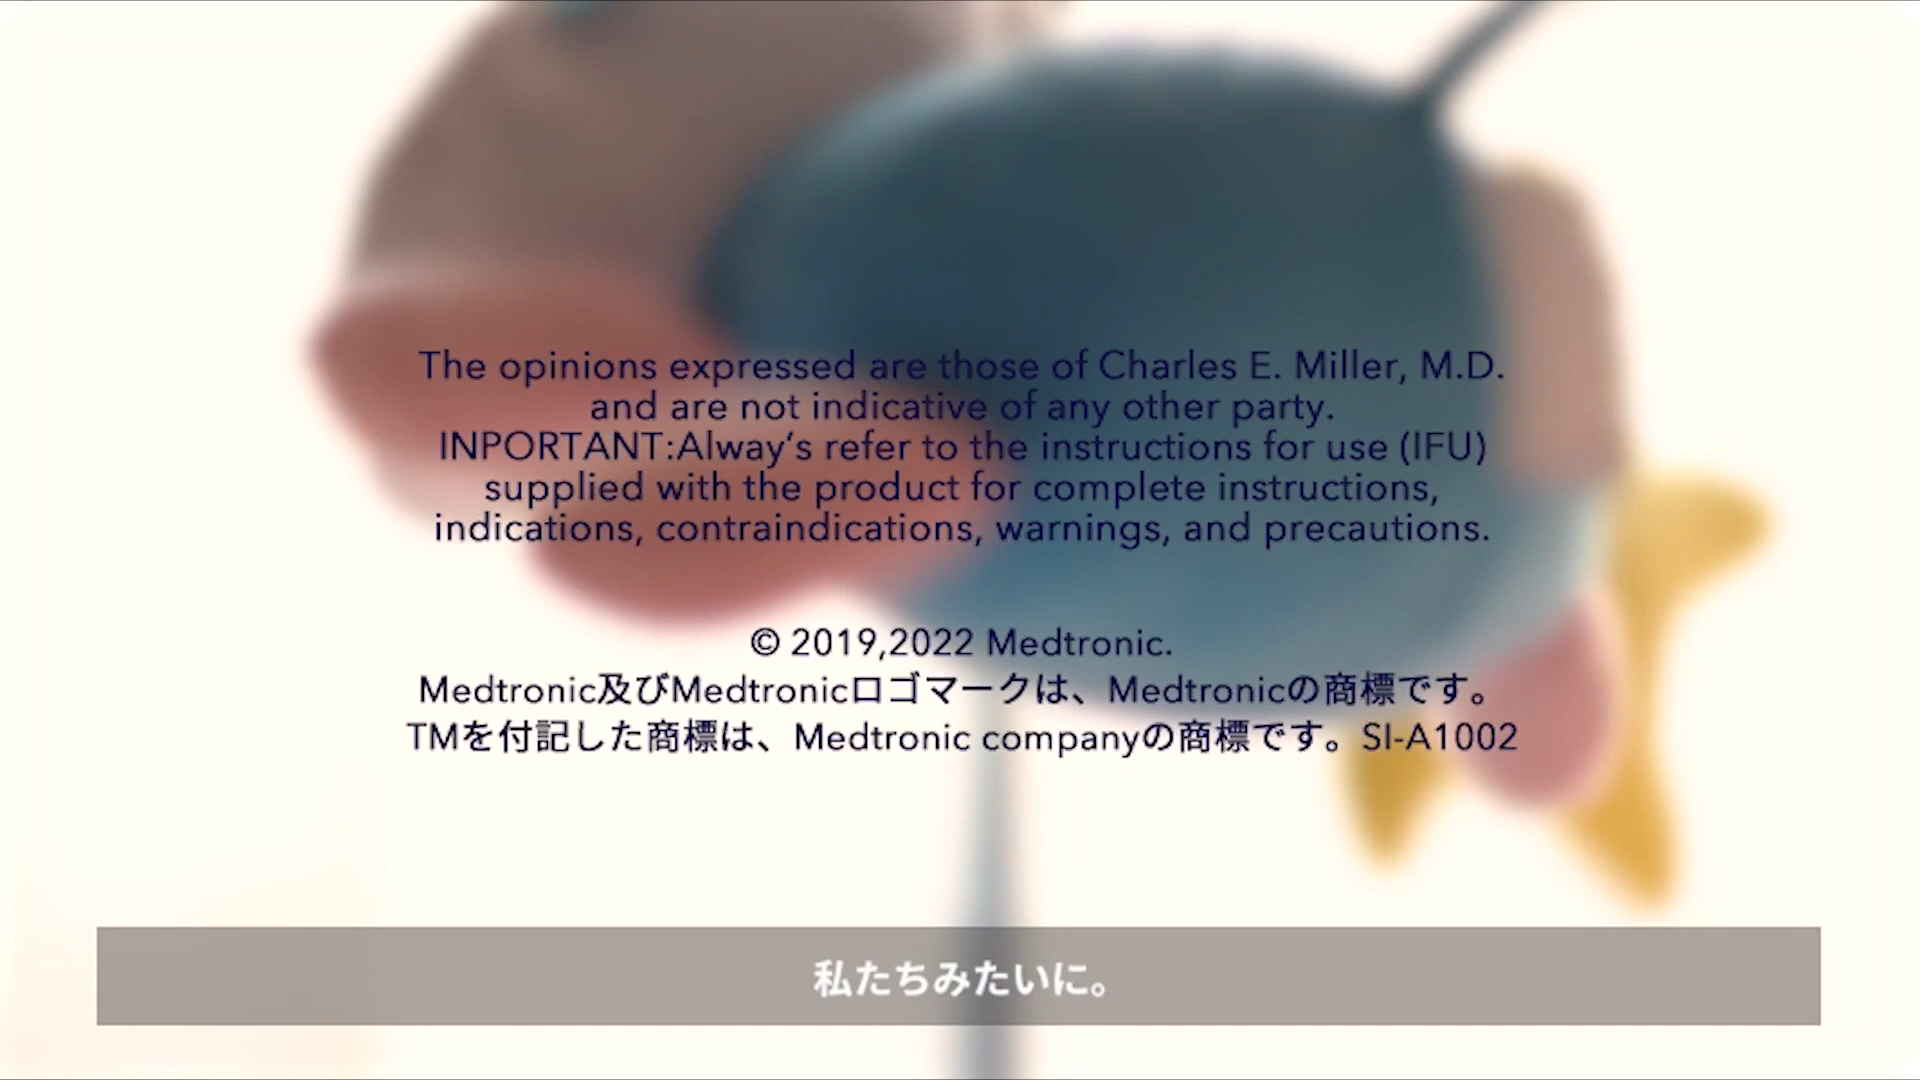 The opinions expressed are those of Charles E. Miller, M.D.
and are not indicative of any other party.
INPORTANT:Alway‘s refer to the instructions for use (IFU)
supplied with the product for complete instructions,
indications, contraindications, warnings, and precautions.
© 2019,2022 Medtronic.
Medtronic及びMedtronicロゴマークは、Medtronicの商標です。
TMを付記した商標は、Medtronic companyの商標です。SI-A1002
私たちみたいに。